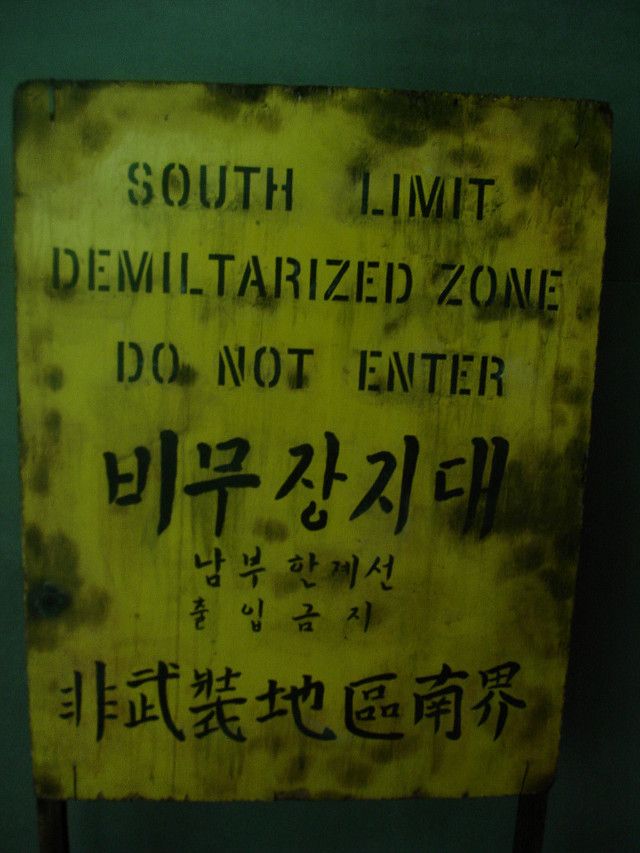 SOUTH LIMIT
DEMILTARIZED ZONE
DO NOT ENTER
비무장지대
남부한계선
출입금지
非武装地區南界